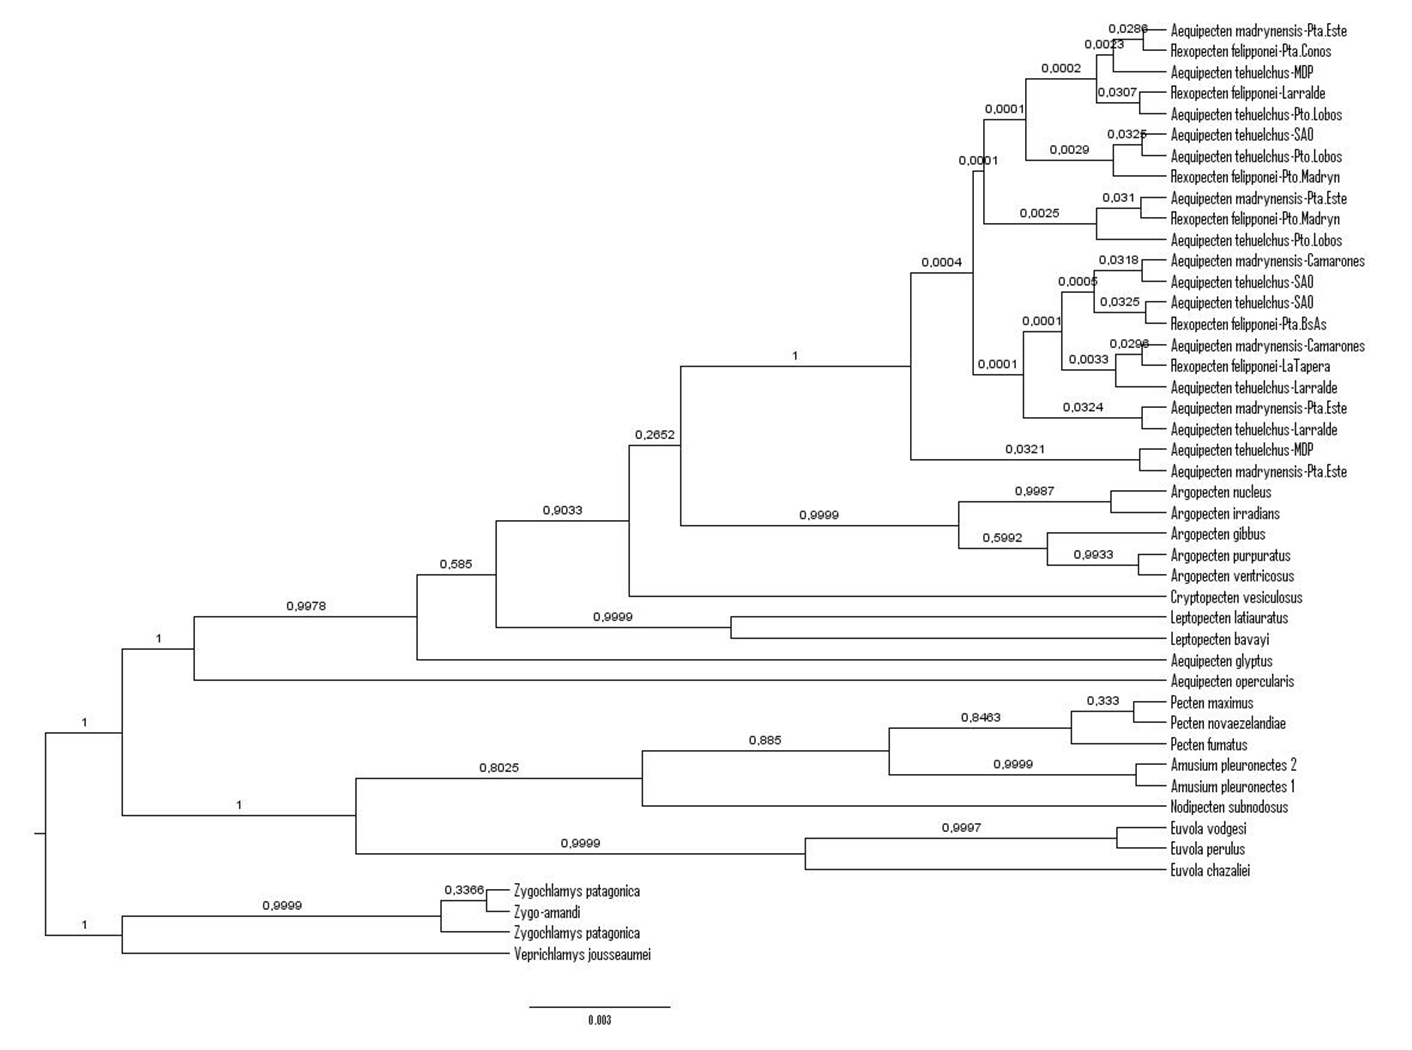 0,0286
Aequipecten madrynensis-Pta.Este
0,0023
Rexopecten felipponei-Pta.Conos
0,0002
Aequipecten tehuelchus-MDP
0,0307
Rexopecten felipponei-Larralde
0,0001
Aequipecten tehuelchus-Pto.Lobos
0,0325
Aequipecten tehuelchus-SAO
0,0029
Aequipecten tehuelchus-Pto.Lobos
0,0001
Rexopecten felipponei-Pto.Madryn
0,031
Aequipecten madrynensis-Pta.Este
0,0025
Rexopecten felipponei-Pto.Madryn
Aequipecten tehuelchus-Pto.Lobos
0,0004
0,0318
Aequipecten madrynensis-Camarones
0,0005
Aequipecten tehuelchus-SAO
0,0325
Aequipecten tehuelchus-SAO
0,0001
Rexopecten felipponei-Pta.BsAs
0,0296
Aequipecten madrynensis-Camarones
1
0,0001
0,0033
Rexopecten felipponei-LaTapera
Aequipecten tehuelchus-Larralde
0,0324
Aequipecten madrynensis-Pta.Este
Aequipecten tehuelchus-Larralde
0,2652
0,0321
Aequipecten tehuelchus-MDP
Aequipecten madrynensis-Pta.Este
0,9987
Argopecten nucleus
0,9033
0,9999
Argopecten irradians
0,5992
Argopecten gibbus
0,9933
Argopecten purpuratus
0,585
Argopecten ventricosus
Cryptopecten vesiculosus
0,9978
0,9999
Leptopecten latiauratus
1
Leptopecten bavayi
Aequipecten glyptus
Aequipecten opercularis
0,333
Pecten maximus
1
0,8463
Pecten novaezelandiae
0,885
Pecten fumatus
0,8025
0,9999
Amusium pleuronectes 2
Amusium pleuronectes 1
1
Nodipecten subnodosus
0,9997
Euvola vodgesi
0,9999
Euvola perulus
Euvola chazaliei
0,3366
Zygochlamys patagonica
0,9999
Zygo-amandi
1
Zygochlamys patagonica
Veprichlamys jousseaumei
0.003